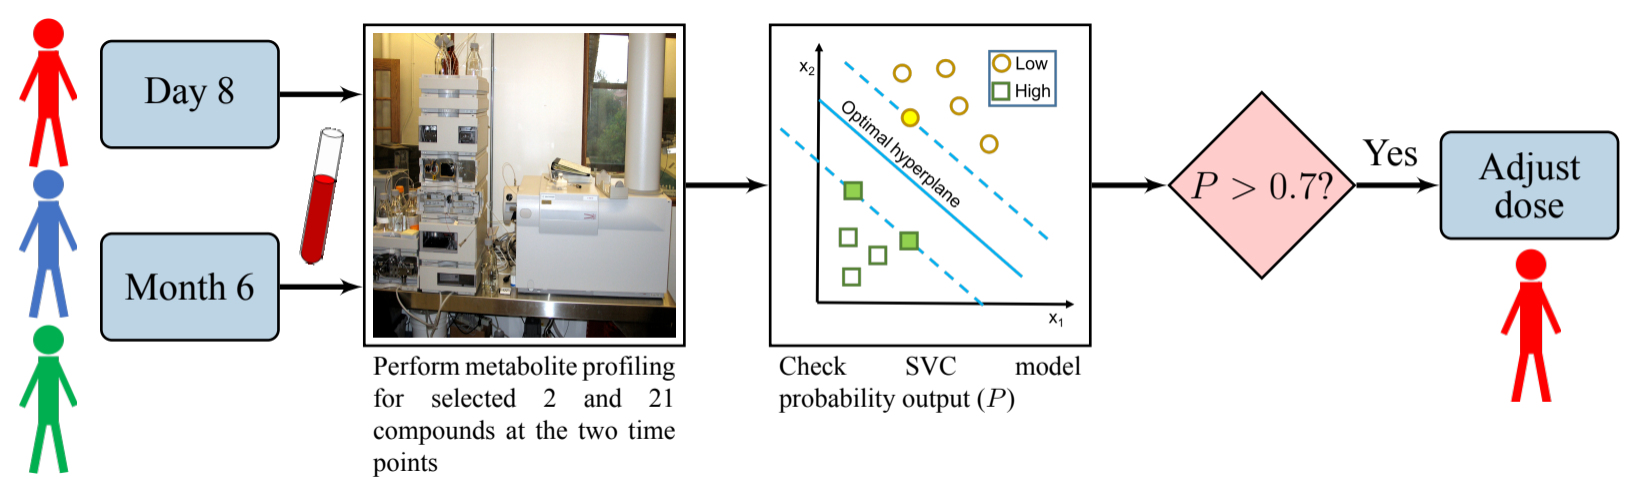 Day 8
Month 6
Perform metabolite profiling
for selected 2 and 21
compounds at the two time
points
x2
Low
High
Optimal hyperplane
x1
Check SVC model
probability output (P)
P > 0.7?
Yes
Adjust
dose